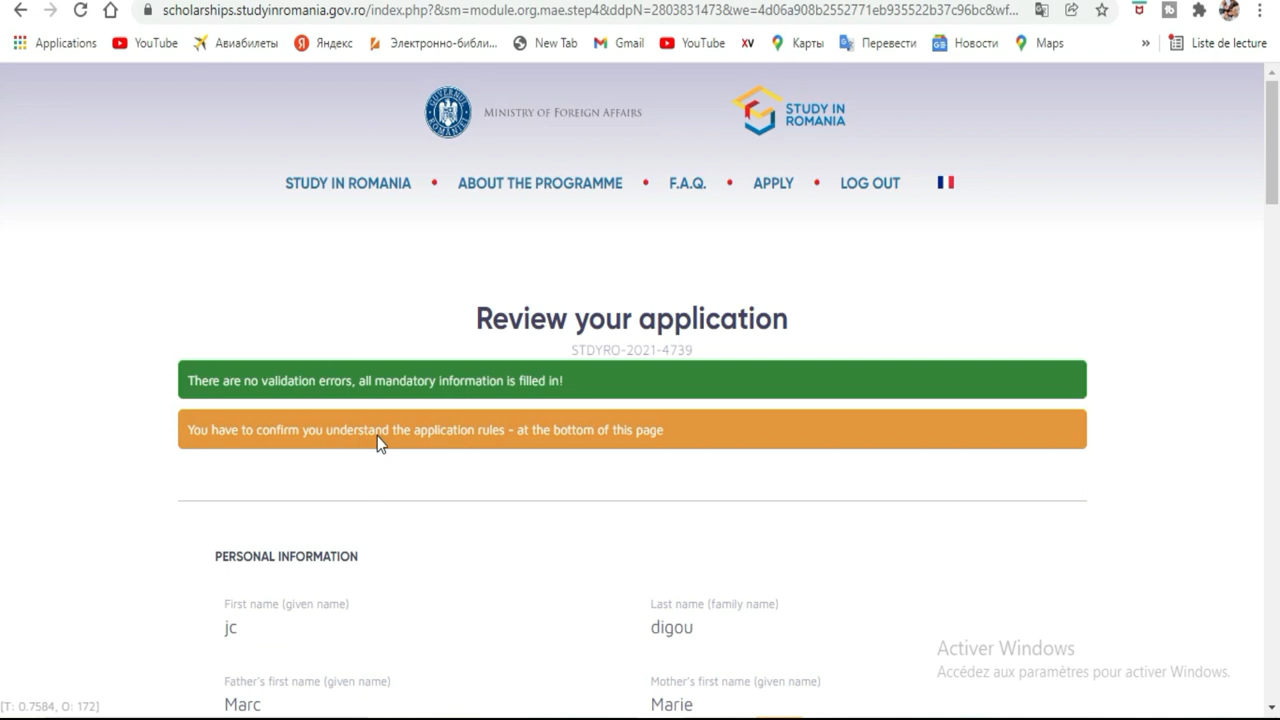 scholarships.studyinromania.gov.ro/index.php?&sm=module.org.mae.step4&ddpN=2803831473&we=4d06a908b2552771eb935522b37c96bc&wf...
Applications YouTube Авиабилеты Яндекс Электронно-библи... New Tab Gmail YouTube XV Карты Перевести Новости Maps » Liste de lecture
GUVERNUL ROMÂNIEI
MINISTRY OF FOREIGN AFFAIRS
STUDY IN
ROMANIA
STUDY IN ROMANIA • ABOUT THE PROGRAMME • F.A.Q. • APPLY • LOG OUT
Review your application
STDYRO-2021-4739
There are no validation errors, all mandatory information is filled in!
You have to confirm you understand the application rules - at the bottom of this page
PERSONAL INFORMATION
First name (given name) Last name (family name)
jc digou
Father's first name (given name) Mother's first name (given name)
Marc Marie
Activer Windows
Accédez aux paramètres pour activer Windows.
[T: 0.7584, O: 172]